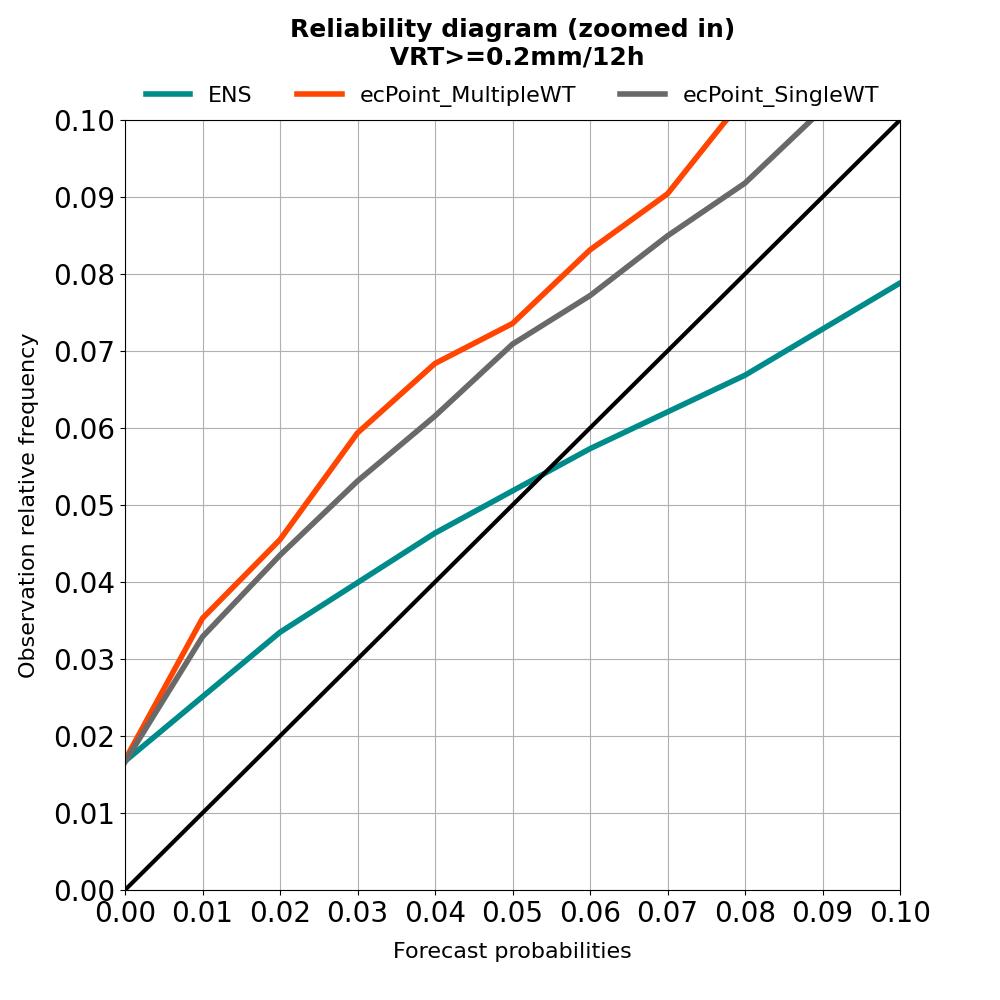 Reliability diagram (zoomed in)
VRT>=0.2mm/12h
ENS ecPoint_MultipleWT ecPoint_SingleWT
0.10
0.09
0.08
0.07
0.06
0.05
0.04
0.03
0.02
0.01
0.00
Observation relative frequency
0.00 0.01 0.02 0.03 0.04 0.05 0.06 0.07 0.08 0.09 0.10
Forecast probabilities